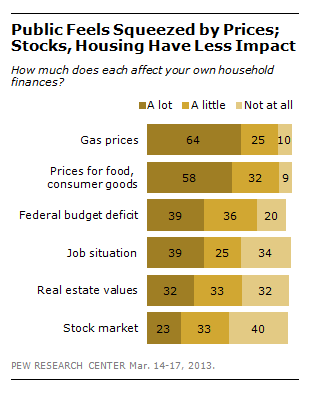 Public Feels Squeezed by Prices;
Stocks, Housing Have Less Impact
How much does each affect your own household
finances?
A lot A little Not at all
Gas prices 64 25 10
Prices for food,
consumer goods 58 32 9
Federal budget deficit 39 36 20
Job situation 39 25 34
Real estate values 32 33 32
Stock market 23 33 40
PEW RESEARCH CENTER Mar. 14-17, 2013.